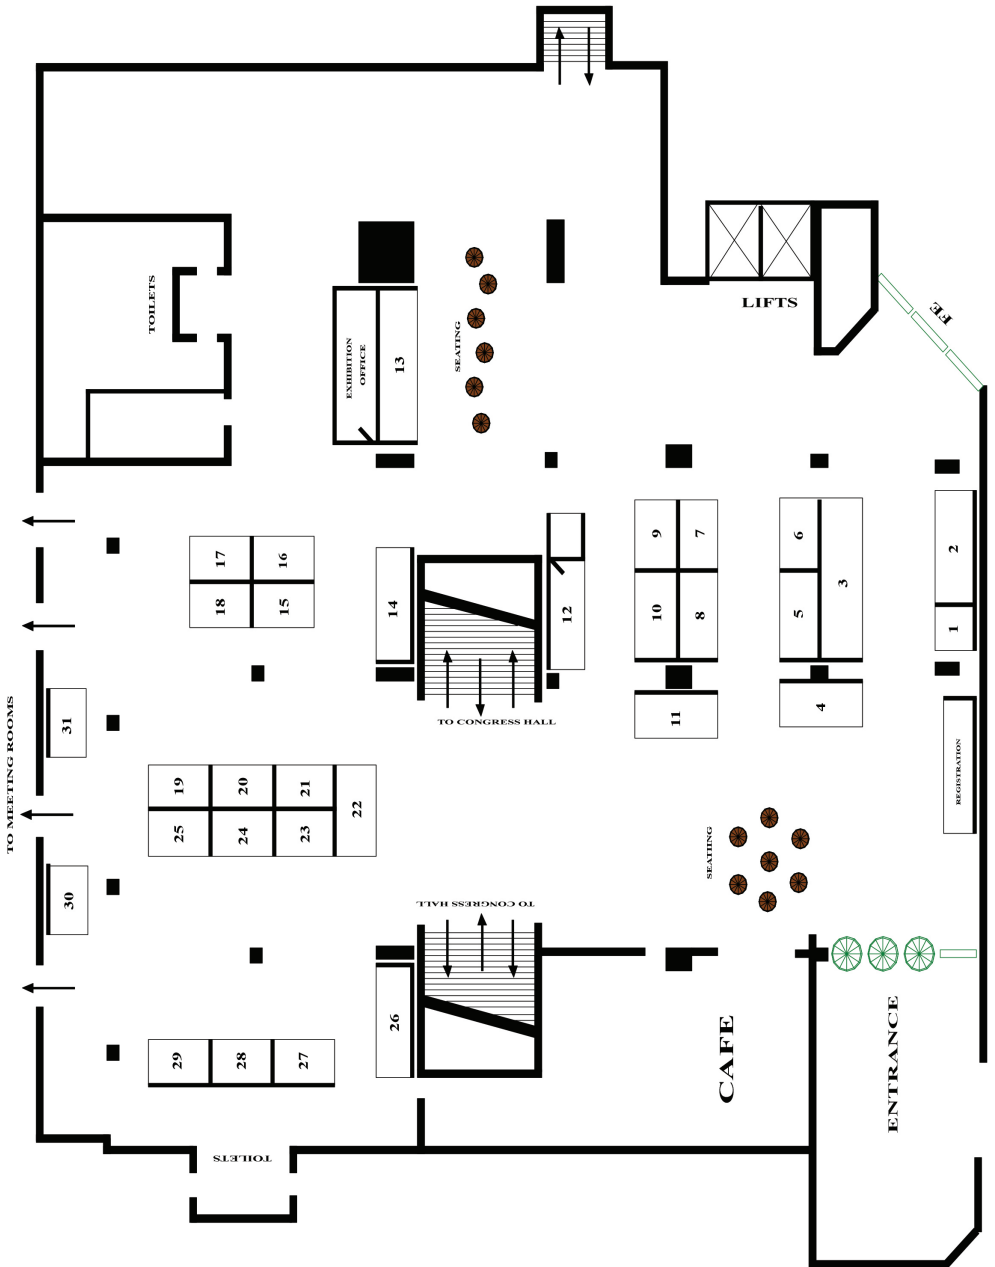 LIFTS
FE
TOILETS
EXHIBITION
OFFICE
13
SEATING
17
16
18
15
14
12
9
7
10
8
6
5
3
2
1
11
4
TO CONGRESS HALL
REGISTRATION
TO MEETING ROOMS
31
19
20
21
22
25
24
23
30
SEATIING
TO CONGRESS HALL
26
29
28
27
CAFE
ENTRANCE
TOILETS